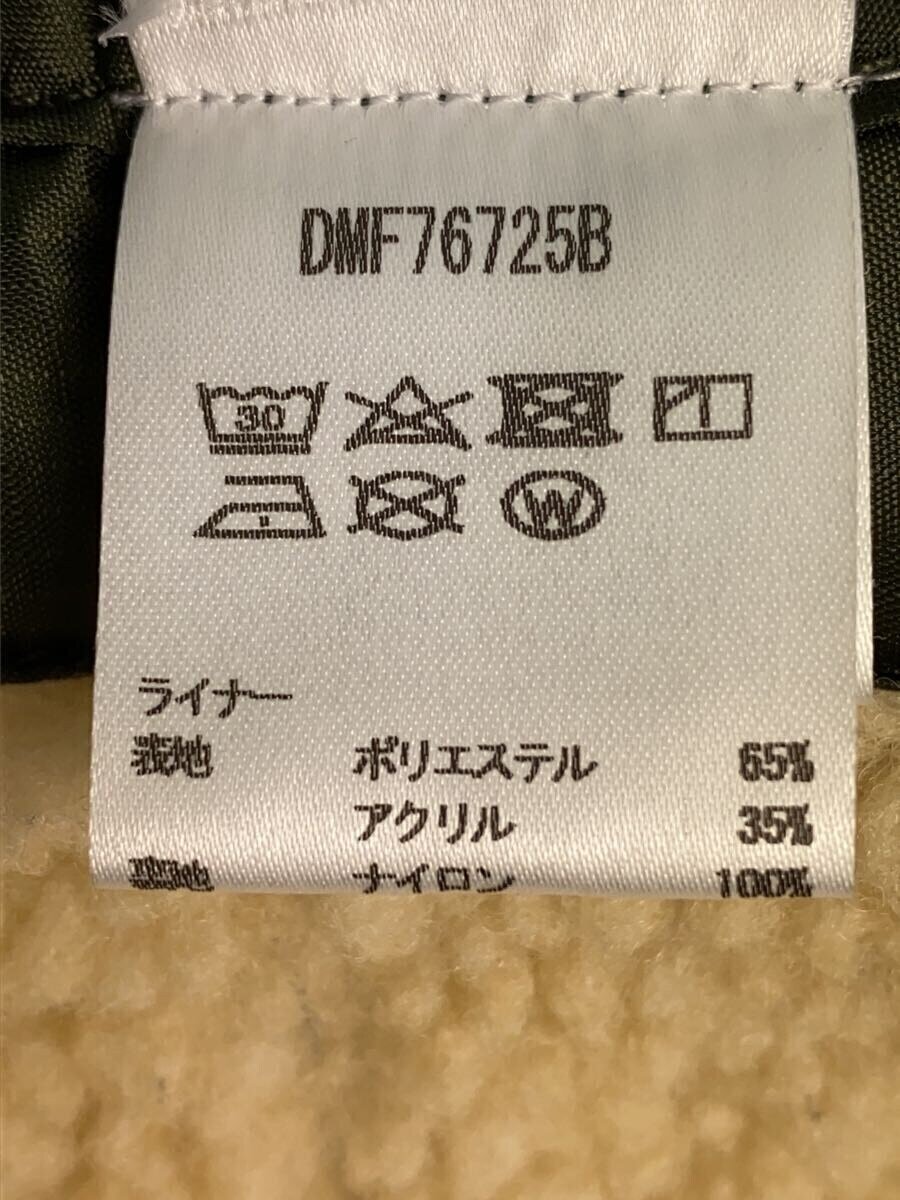 DMF76725B
30
W
ライナー
表地 ポリエステル 65%
アクリル 35%
裏地 ナイロン 100%